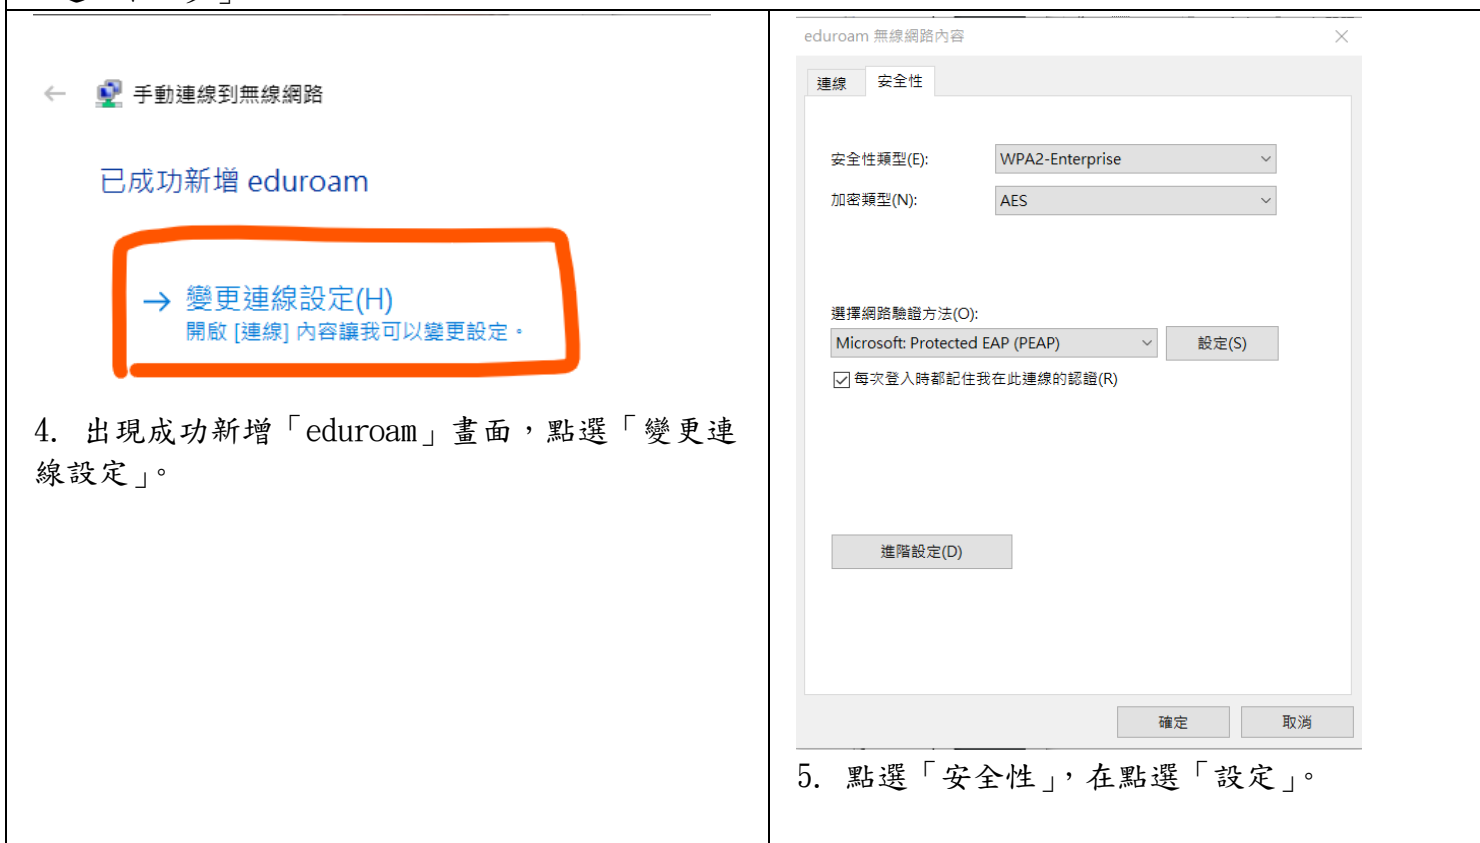 ← 手動連線到無線網路
已成功新增 eduroam
→ 變更連線設定(H)
開啟 [連線] 內容讓我可以變更設定。
4. 出現成功新增「eduroam」畫面，點選「變更連
線設定」。
eduroam 無線網路內容
連線 安全性
安全性類型(E): WPA2-Enterprise
加密類型(N): AES
選擇網路驗證方法(O):
Microsoft: Protected EAP (PEAP) 設定(S)
每次登入時都記住我在此連線的認證(R)
進階設定(D)
確定 取消
5. 點選「安全性」，在點選「設定」。